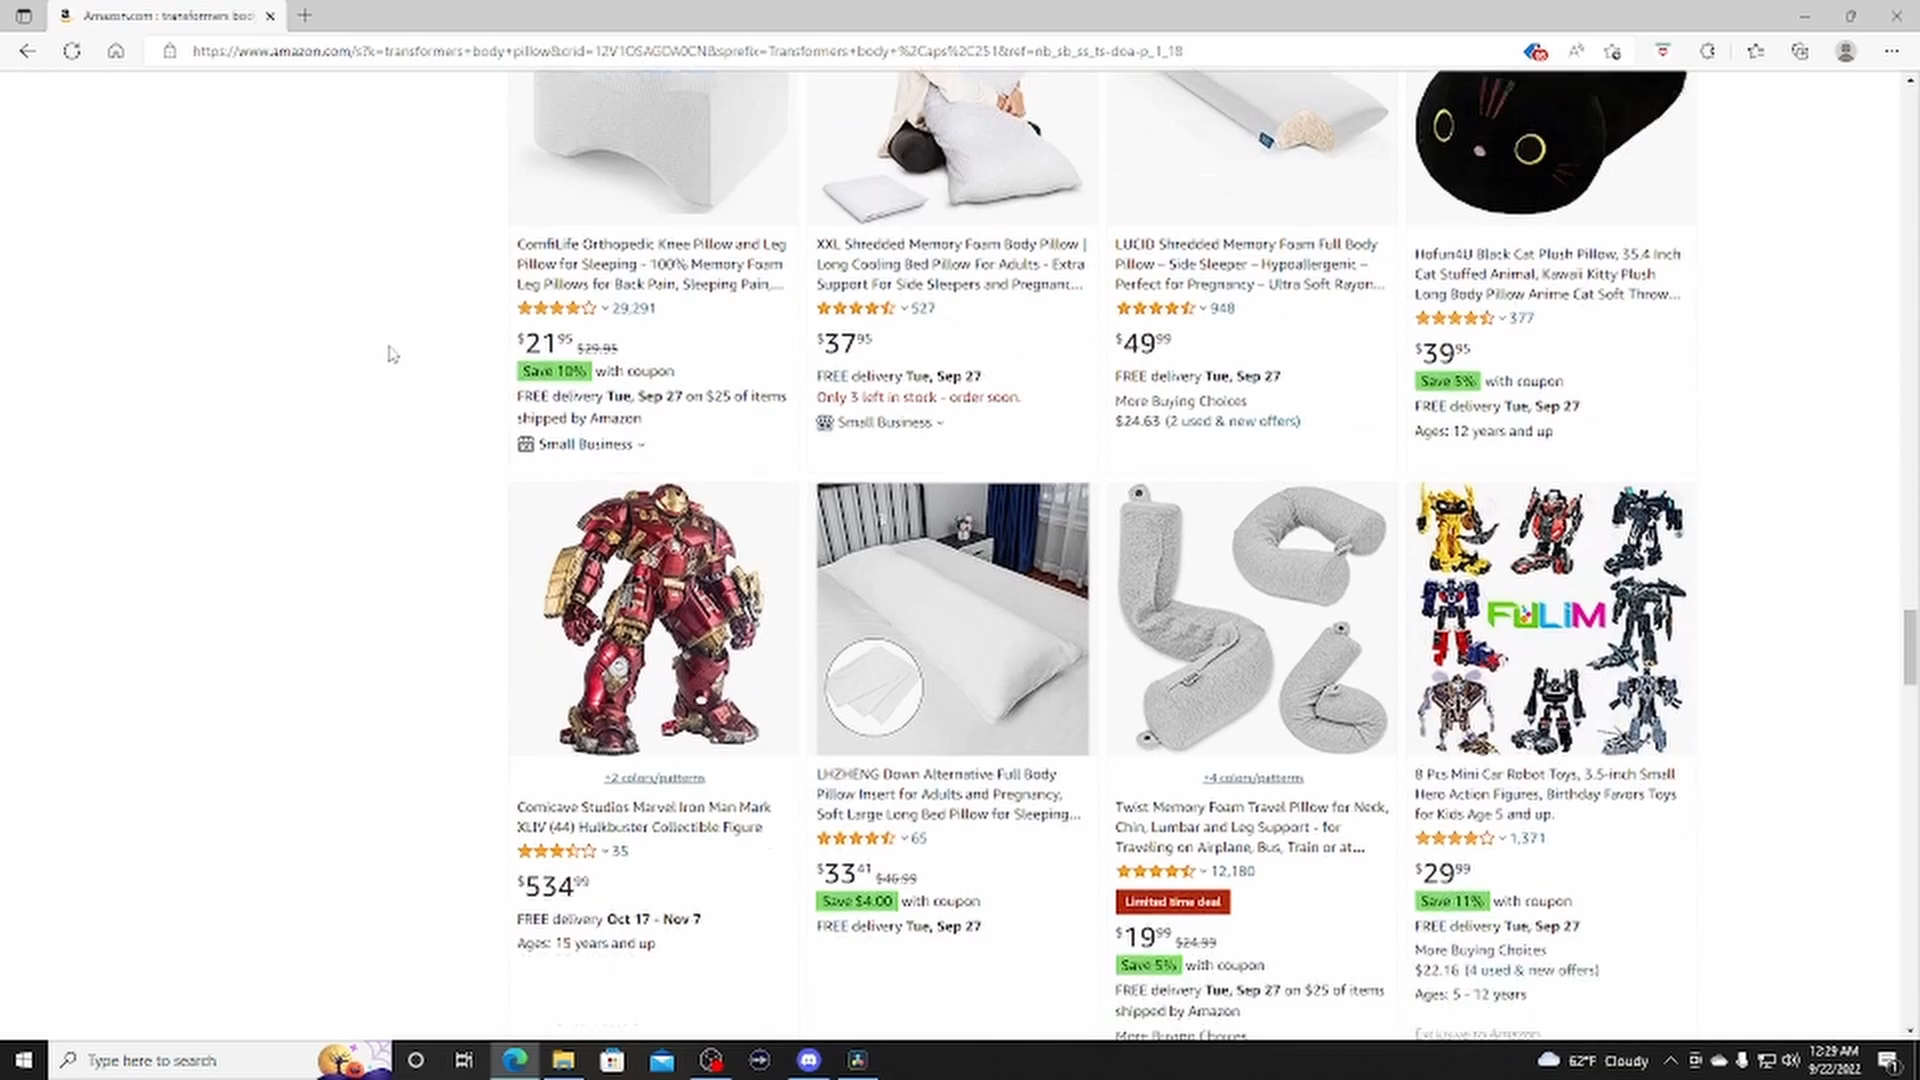 Amazon.com : transformers bod
https://www.amazon.com/s?k=transformers+body+pillow&crid=12V1OSAGDA0CN&sprefix=Transformers+body+%2Caps%2C251&ref=nb_sb_ss_ts-doa-p_1_18
ComfiLife Orthopedic Knee Pillow and Leg
Pillow for Sleeping - 100% Memory Foam
Leg Pillows for Back Pain, Sleeping Pain,...
29,291
$21.95 $29.95
Save 10% with coupon
FREE delivery Tue, Sep 27 on $25 of items
shipped by Amazon
Small Business
XXL Shredded Memory Foam Body Pillow |
Long Cooling Bed Pillow For Adults - Extra
Support For Side Sleepers and Pregnanc...
527
$37.95
FREE delivery Tue, Sep 27
Only 3 left in stock - order soon.
Small Business
LUCID Shredded Memory Foam Full Body
Pillow – Side Sleeper – Hypoallergenic –
Perfect for Pregnancy – Ultra Soft Rayon...
948
$49.99
FREE delivery Tue, Sep 27
More Buying Choices
$24.63 (2 used & new offers)
Hofun4U Black Cat Plush Pillow, 35.4 Inch
Cat Stuffed Animal, Kawaii Kitty Plush
Long Body Pillow Anime Cat Soft Throw...
377
$39.95
Save 5% with coupon
FREE delivery Tue, Sep 27
Ages: 12 years and up
+2 colors/patterns
Comicave Studios Marvel Iron Man Mark
XLIV (44) Hulkbuster Collectible Figure
35
$534.99
FREE delivery Oct 17 - Nov 7
Ages: 15 years and up
LHZHENG Down Alternative Full Body
Pillow Insert for Adults and Pregnancy,
Soft Large Long Bed Pillow for Sleeping...
65
$33.41 $46.99
Save $4.00 with coupon
FREE delivery Tue, Sep 27
+4 colors/patterns
Twist Memory Foam Travel Pillow for Neck,
Chin, Lumbar and Leg Support - for
Traveling on Airplane, Bus, Train or at...
12,180
Limited time deal
$19.99 $24.99
Save 5% with coupon
FREE delivery Tue, Sep 27 on $25 of items
shipped by Amazon
More Buying Choices
FULIM
8 Pcs Mini Car Robot Toys, 3.5-inch Small
Hero Action Figures, Birthday Favors Toys
for Kids Age 5 and up.
1,371
$29.99
Save 11% with coupon
FREE delivery Tue, Sep 27
More Buying Choices
$22.16 (4 used & new offers)
Ages: 5 - 12 years
Exclusive to Amazon
Type here to search
62°F Cloudy
12:29 AM
9/22/2022